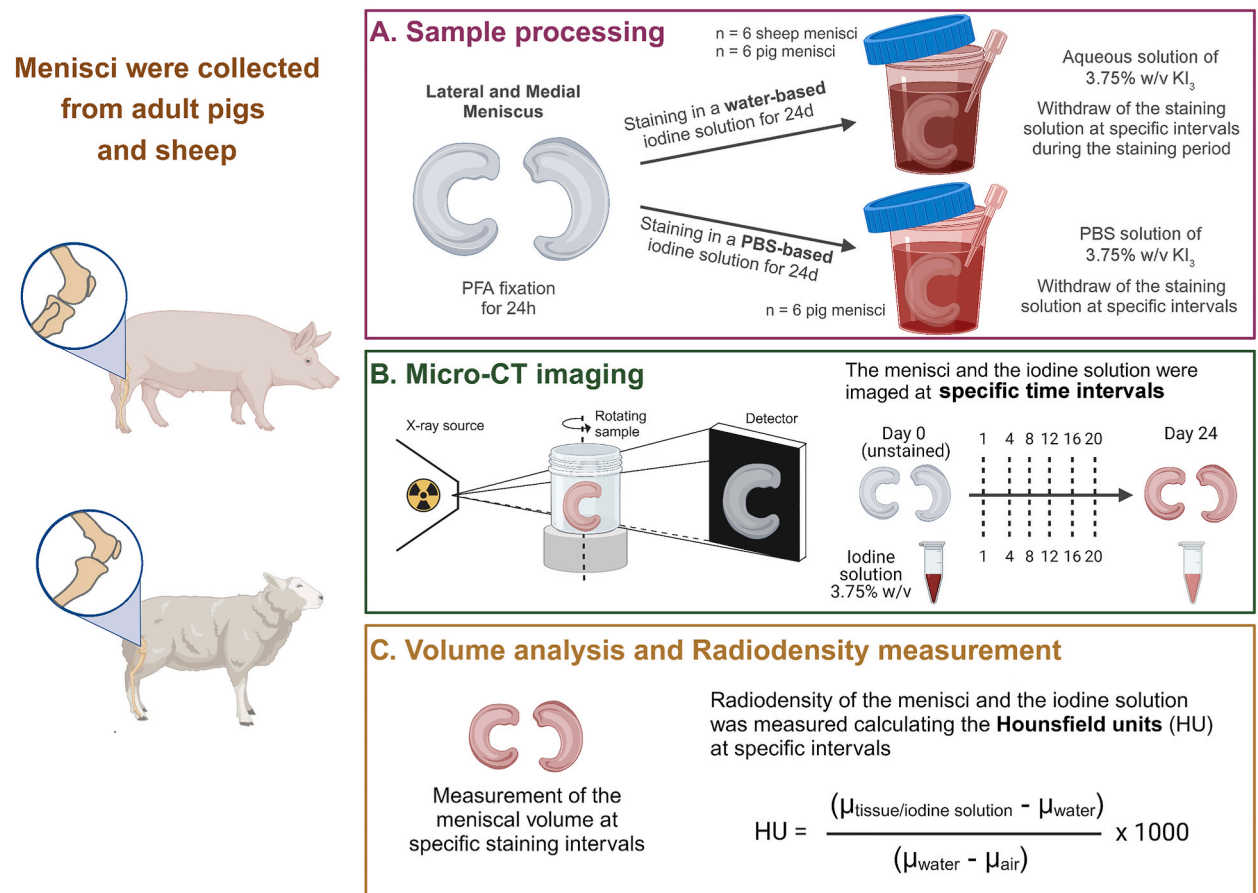 Menisci were collected
from adult pigs
and sheep
A. Sample processing
Lateral and Medial
Meniscus
PFA fixation
for 24h
n = 6 sheep menisci
n = 6 pig menisci
Staining in a water-based
iodine solution for 24d
Aqueous solution of
3.75% w/v KI₃
Withdraw of the staining
solution at specific intervals
during the staining period
Staining in a PBS-based
iodine solution for 24d
n = 6 pig menisci
PBS solution of
3.75% w/v KI₃
Withdraw of the staining
solution at specific intervals
B. Micro-CT imaging
X-ray source
Rotating
sample
Detector
The menisci and the iodine solution were
imaged at specific time intervals
Day 0
(unstained)
1 4 8 12 16 20
Day 24
Iodine
solution
3.75% w/v
1 4 8 12 16 20
C. Volume analysis and Radiodensity measurement
Measurement of the
meniscal volume at
specific staining intervals
Radiodensity of the menisci and the iodine solution
was measured calculating the Hounsfield units (HU)
at specific intervals
(μtissue/iodine solution - μwater)
HU = x 1000
(μwater - μair)